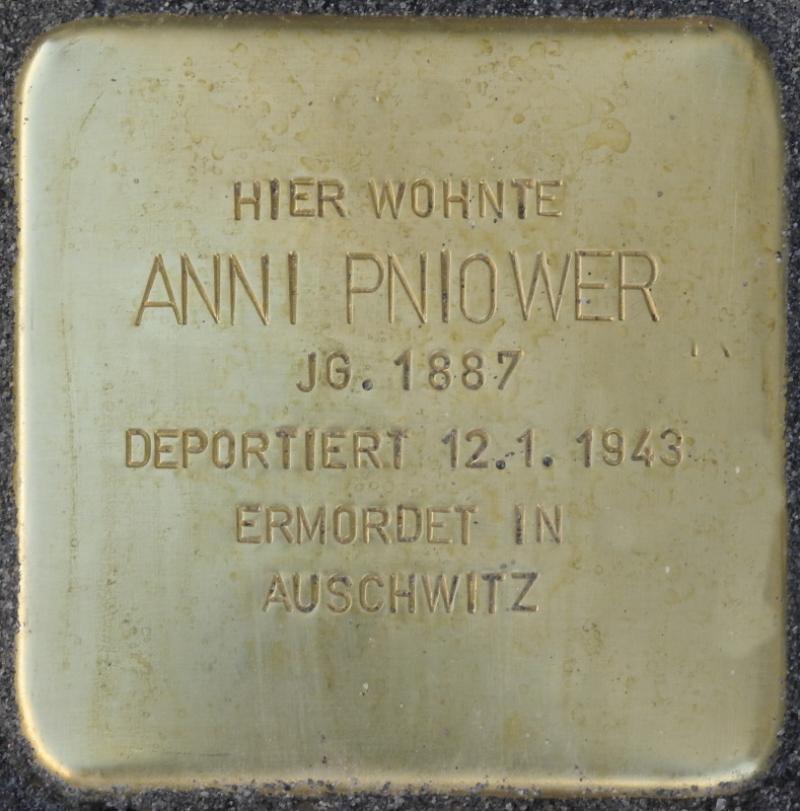 HIER WOHNTE
ANNI PNIOWER
JG. 1887
DEPORTIERT 12.1.1943
ERMORDET IN
AUSCHWITZ